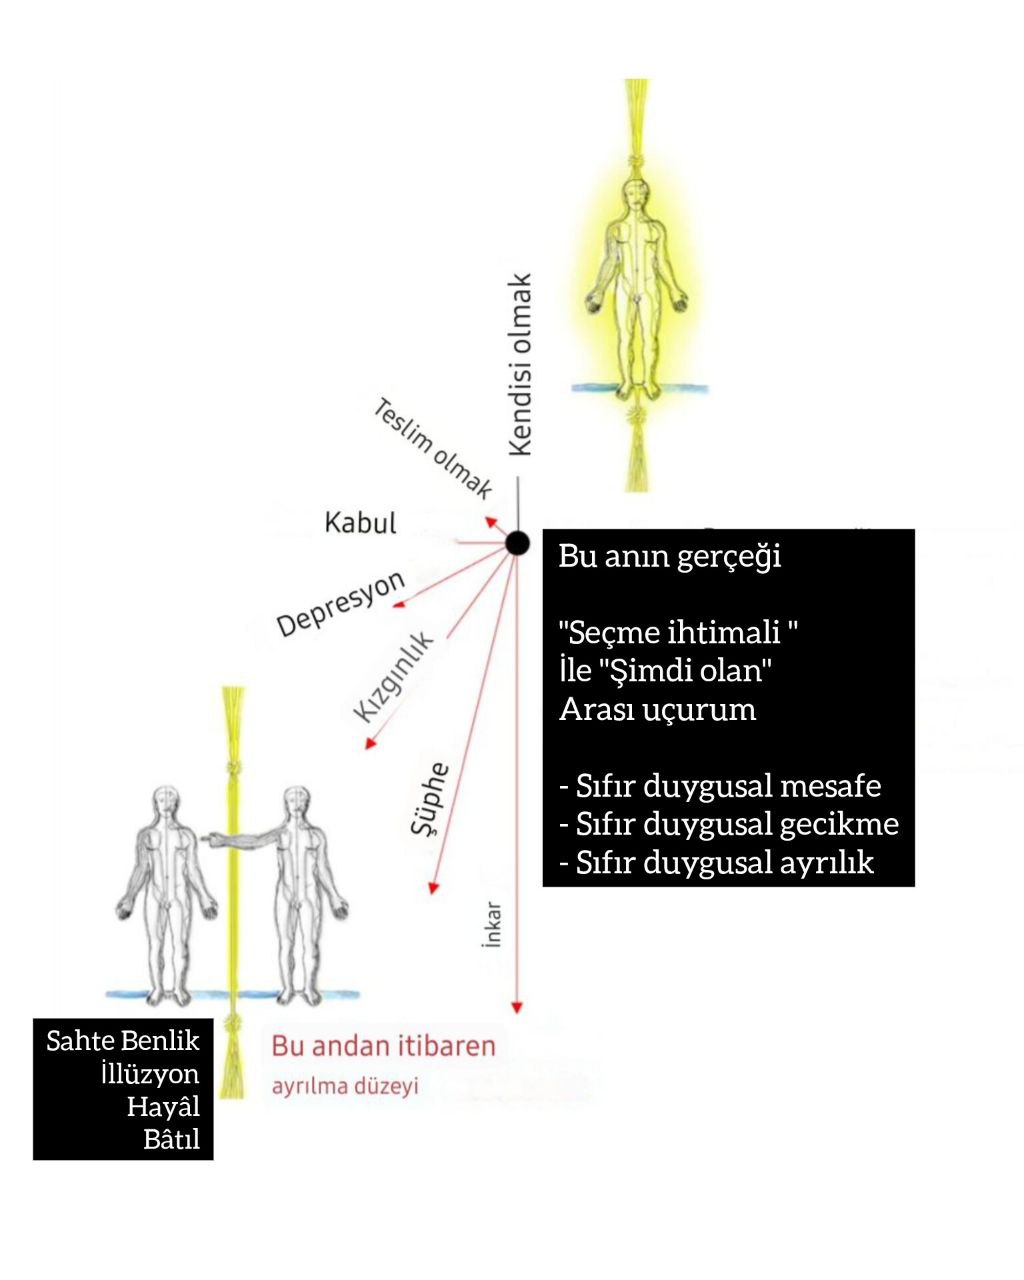 Kendisi olmak
Teslim olmak
Kabul
Depresyon
Kızgınlık
Şüphe
İnkar
Bu anın gerçeği
"Seçme ihtimali "
İle "Şimdi olan"
Arası uçurum
- Sıfır duygusal mesafe
- Sıfır duygusal gecikme
- Sıfır duygusal ayrılık
Sahte Benlik
İllüzyon
Hayâl
Bâtıl
Bu andan itibaren
ayrılma düzeyi